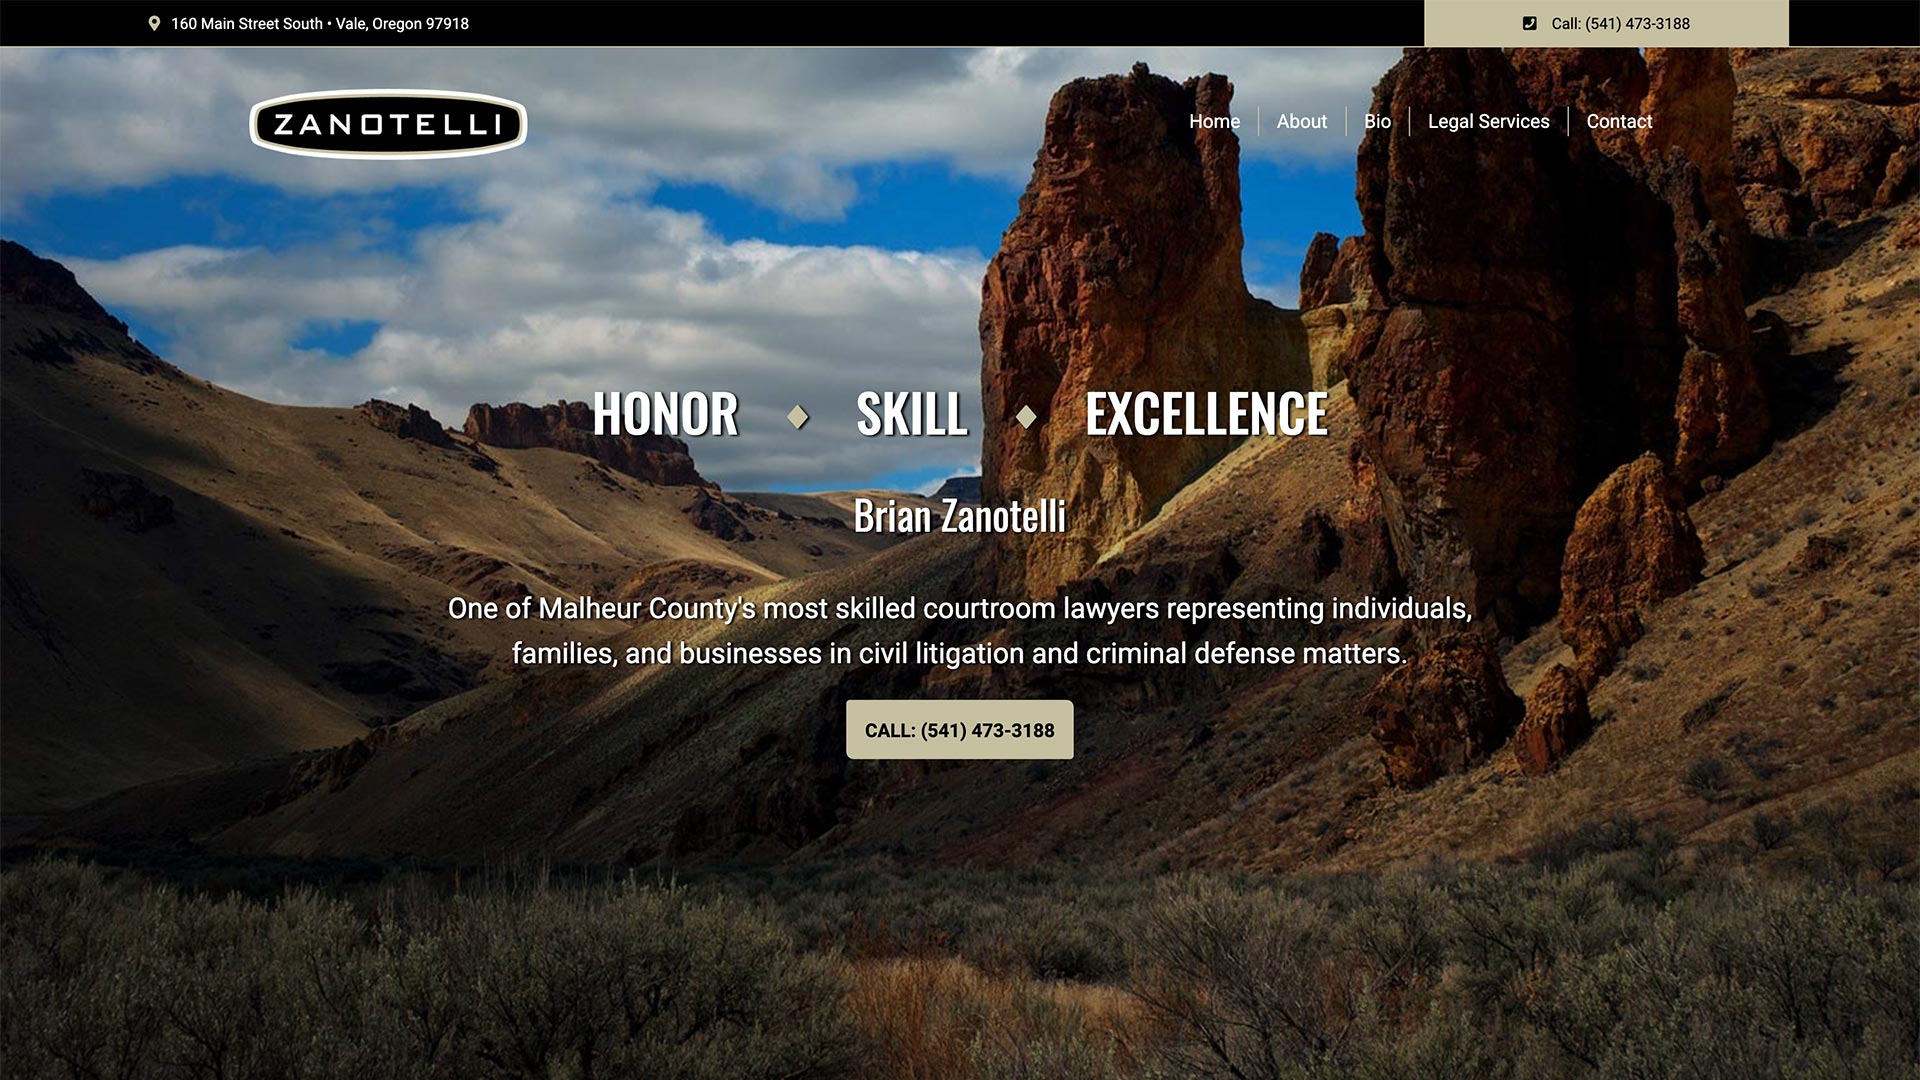 160 Main Street South • Vale, Oregon 97918
Call: (541) 473-3188
ZANOTELLI
Home
About
Bio
Legal Services
Contact
HONOR ♦ SKILL ♦ EXCELLENCE
Brian Zanotelli
One of Malheur County's most skilled courtroom lawyers representing individuals,
families, and businesses in civil litigation and criminal defense matters.
CALL: (541) 473-3188